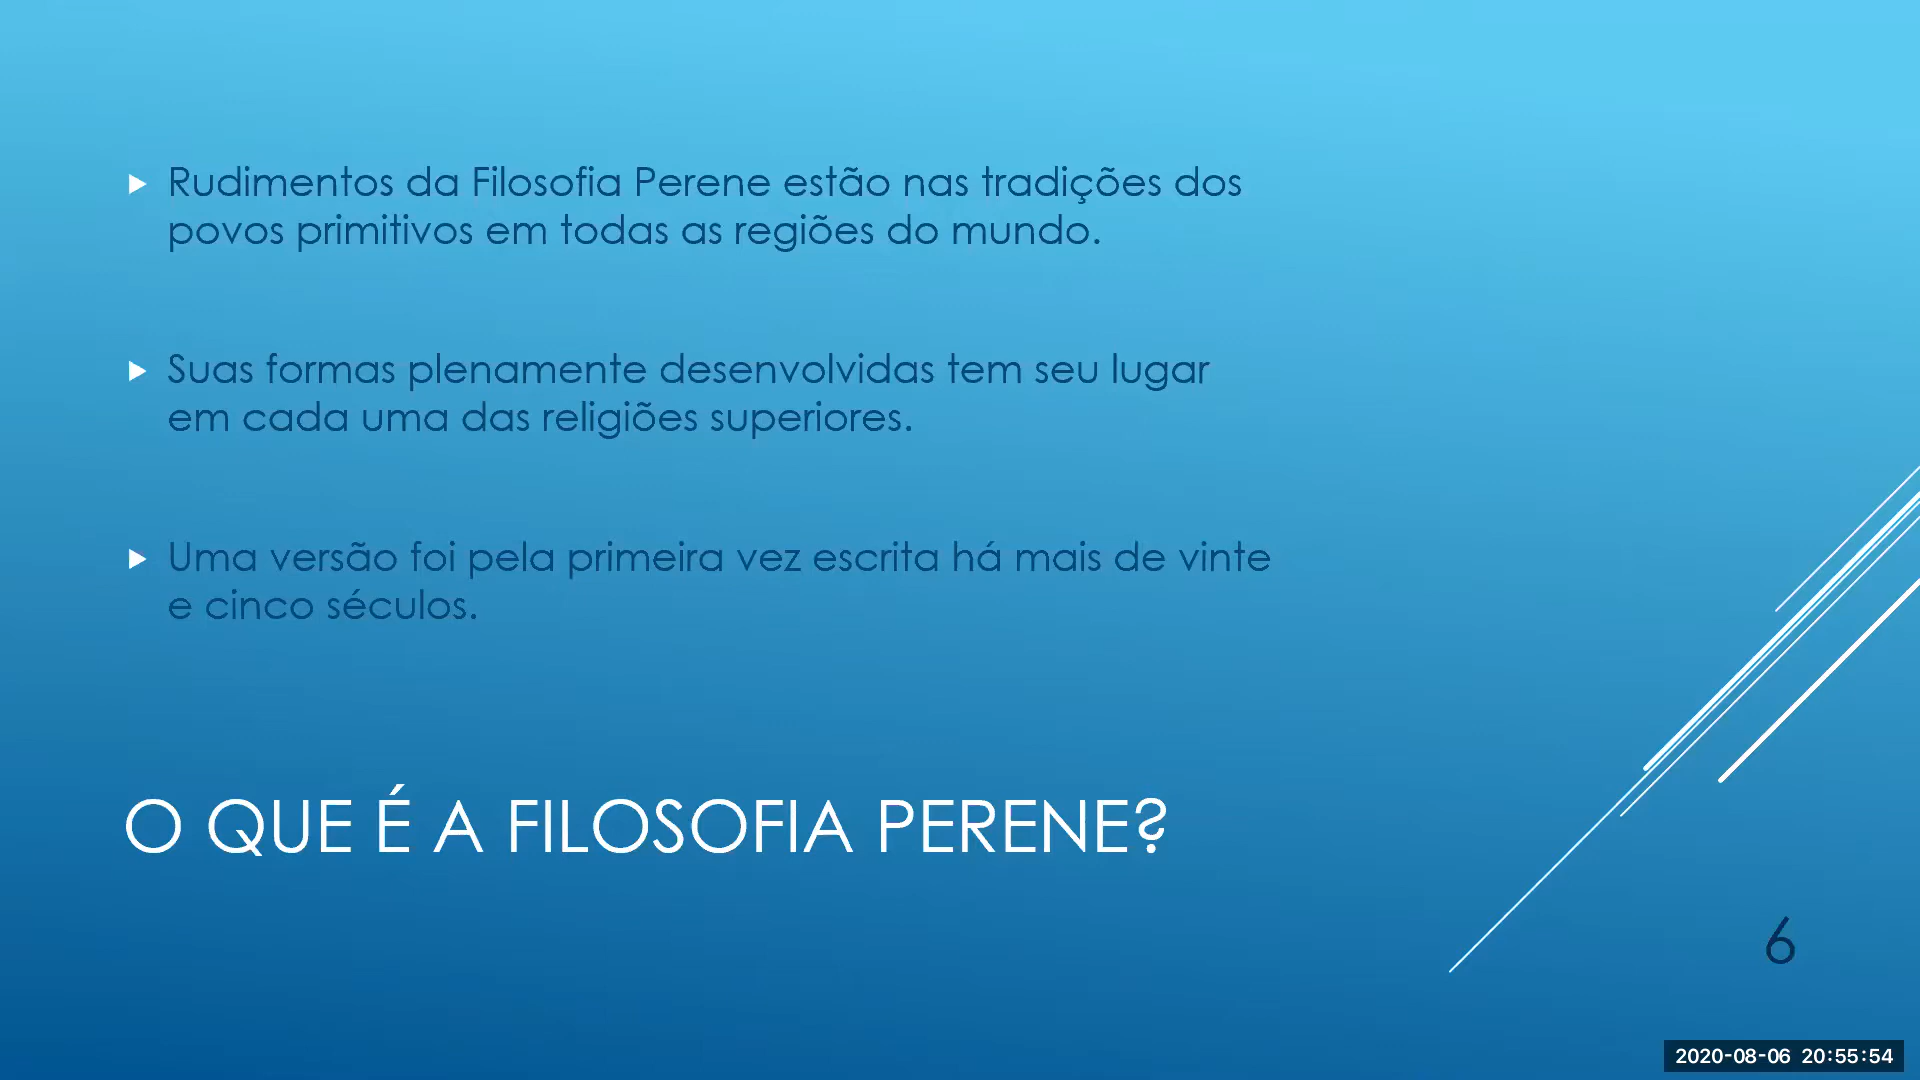 Rudimentos da Filosofia Perene estão nas tradições dos
povos primitivos em todas as regiões do mundo.
Suas formas plenamente desenvolvidas tem seu lugar
em cada uma das religiões superiores.
Uma versão foi pela primeira vez escrita há mais de vinte
e cinco séculos.
O QUE É A FILOSOFIA PERENE?
6
2020-08-06 20:55:54